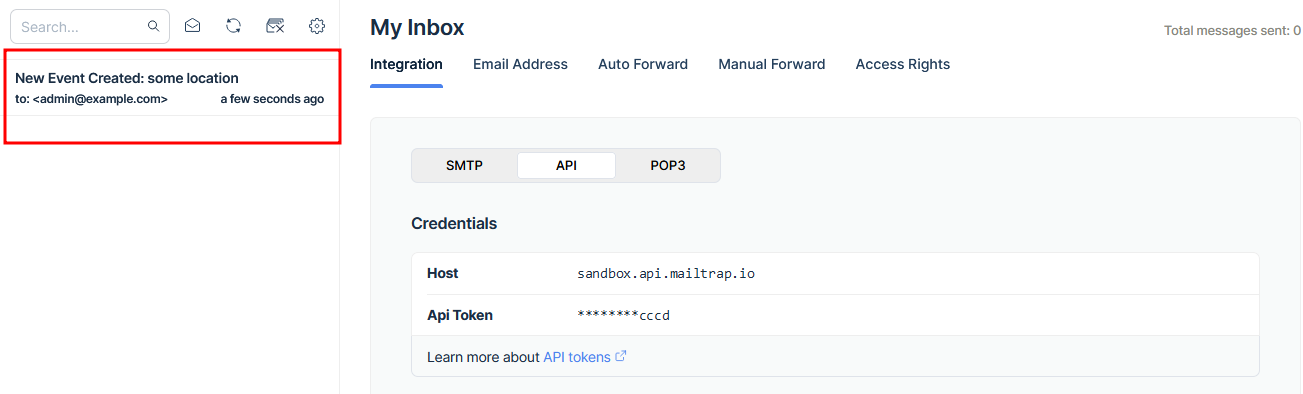 Search...
New Event Created: some location
to: <admin@example.com> a few seconds ago
My Inbox
Total messages sent: 0
Integration Email Address Auto Forward Manual Forward Access Rights
SMTP API POP3
Credentials
Host sandbox.api.mailtrap.io
Api Token ********cccd
Learn more about API tokens